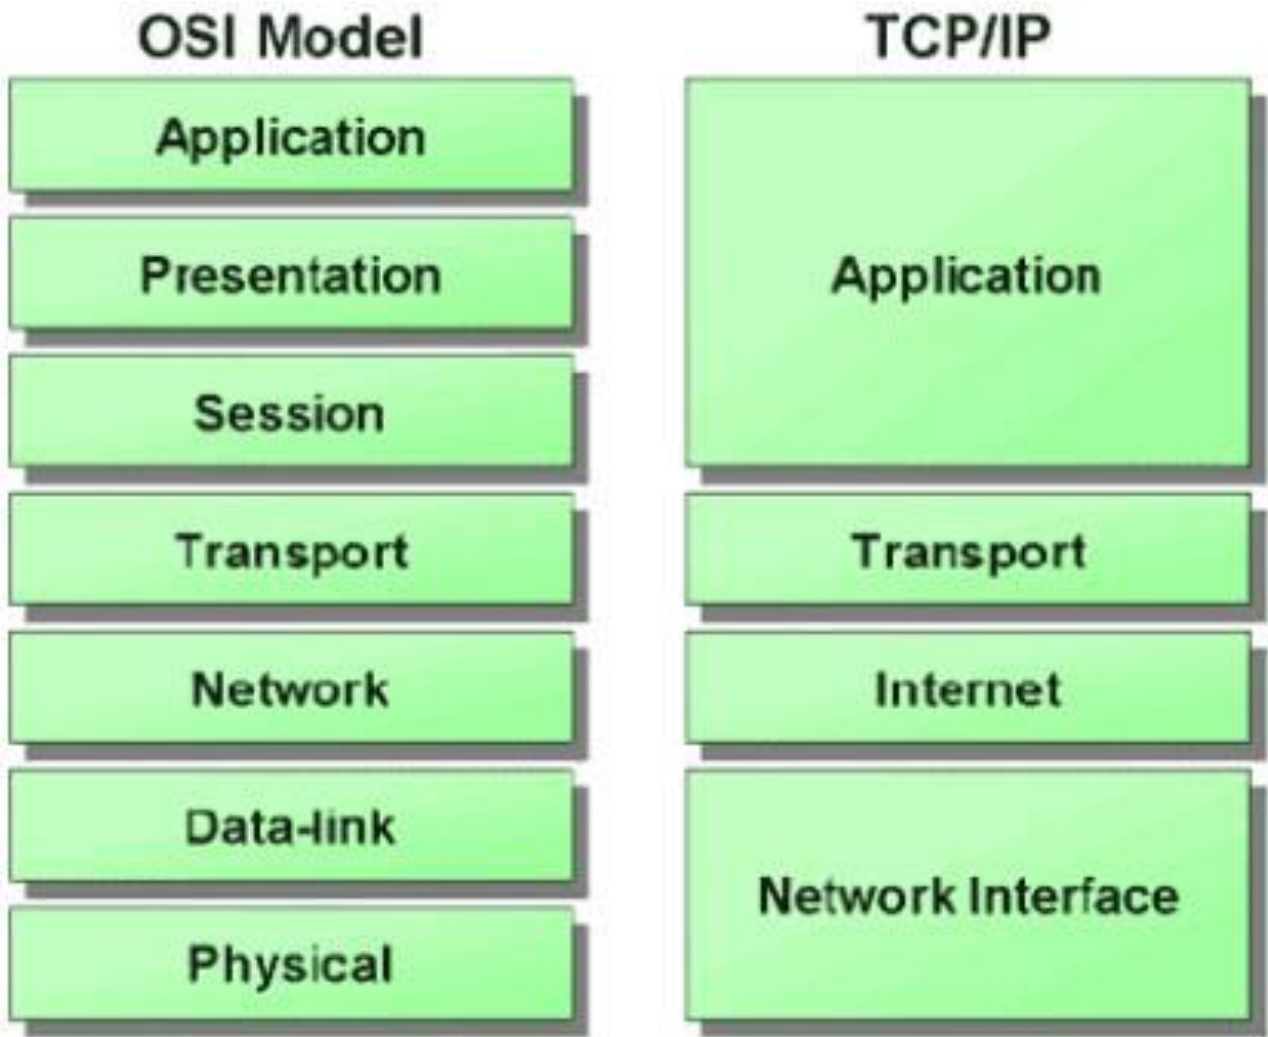 OSI Model
Application
Presentation
Session
Transport
Network
Data-link
Physical
TCP/IP
Application
Transport
Internet
Network Interface